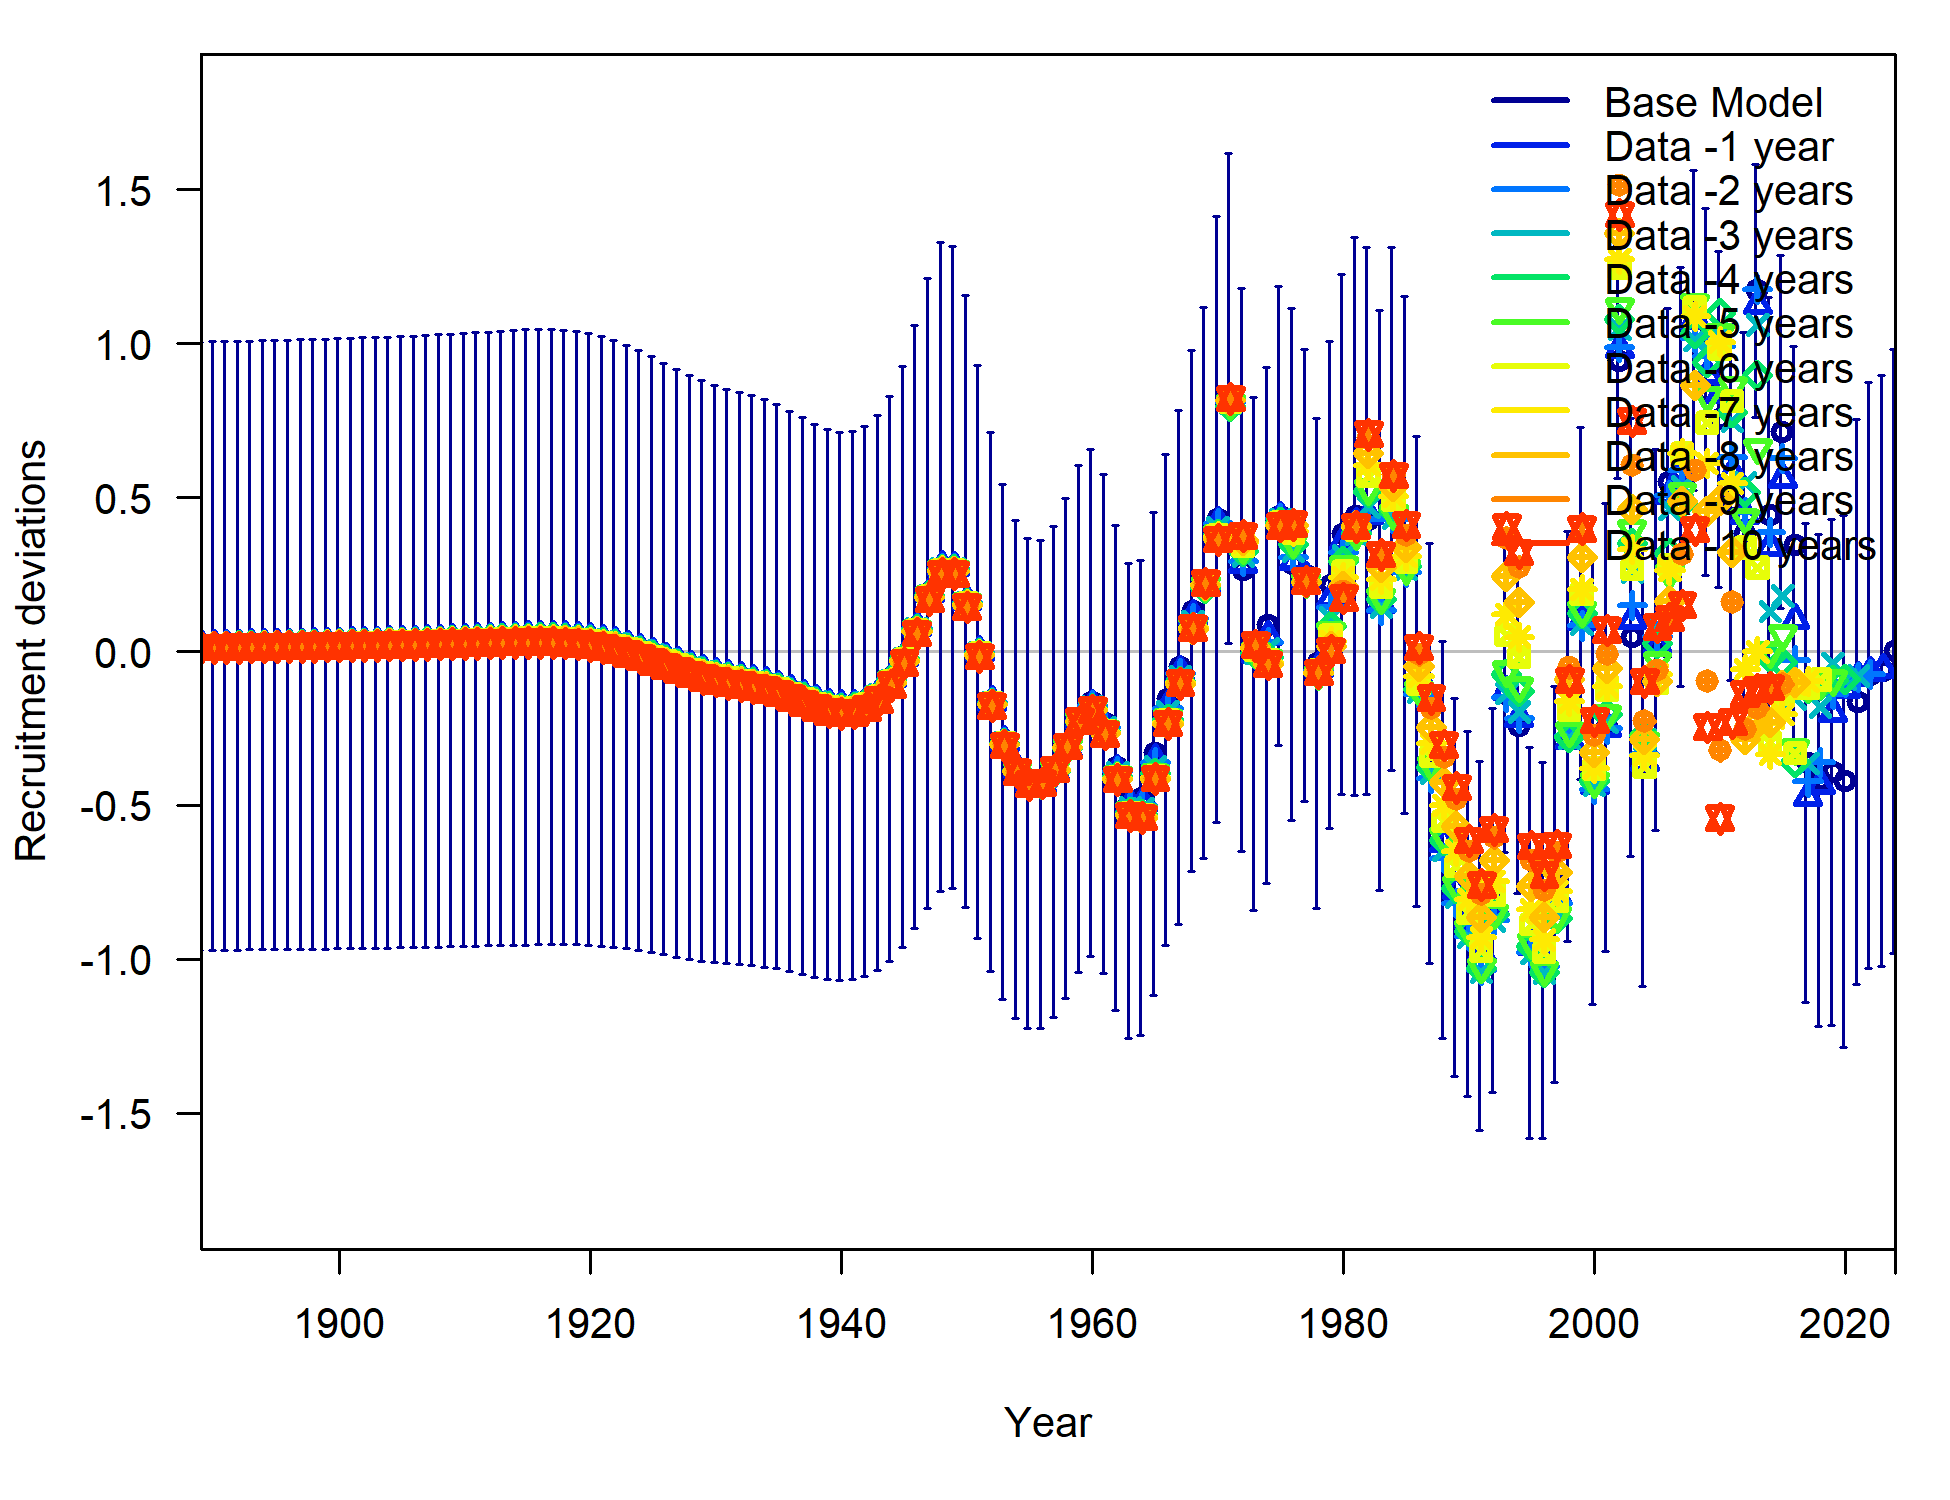 Base Model
Data -1 year
Data -2 years
Data -3 years
Data -4 years
Data -5 years
Data -6 years
Data -7 years
Data -8 years
Data -9 years
Data -10 years
1.5
1.0
0.5
0.0
-0.5
-1.0
-1.5
Recruitment deviations
1900 1920 1940 1960 1980 2000 2020
Year